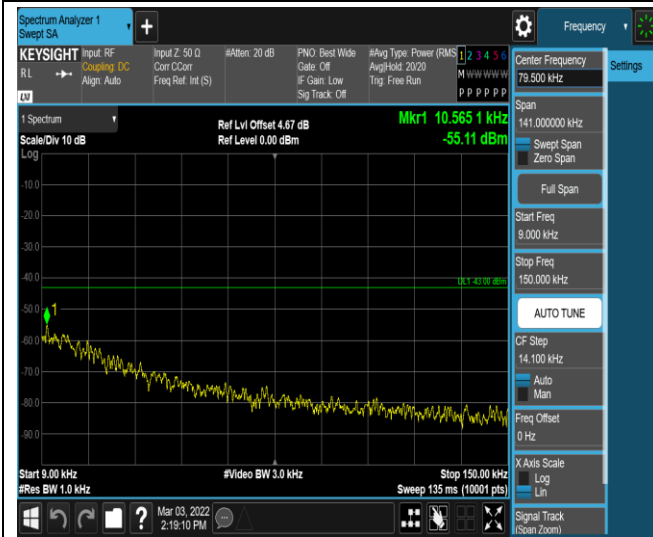 Spectrum Analyzer 1
Swept SA
Frequency
KEYSIGHT
RL
LXI
Input: RF
Coupling: DC
Align: Auto
Input Z: 50 Ω
Corr CCorr
Freq Ref: Int (S)
#Atten: 20 dB
PNO: Best Wide
Gate: Off
IF Gain: Low
Sig Track: Off
#Avg Type: Power (RMS
Avg|Hold: 20/20
Trig: Free Run
1 2 3 4 5 6
M W W W W W
P P P P P P
1 Spectrum
Scale/Div 10 dB
Ref Lvl Offset 4.67 dB
Ref Level 0.00 dBm
Mkr1 10.565 1 kHz
-55.11 dBm
Log
-10.0
-20.0
-30.0
-40.0
-50.0
-60.0
-70.0
-80.0
-90.0
DL1 -43.00 dBm
1
Start 9.00 kHz
#Res BW 1.0 kHz
#Video BW 3.0 kHz
Stop 150.00 kHz
Sweep 135 ms (10001 pts)
Mar 03, 2022
2:19:10 PM
Settings
Center Frequency
79.500 kHz
Span
141.000000 kHz
Swept Span
Zero Span
Full Span
Start Freq
9.000 kHz
Stop Freq
150.000 kHz
AUTO TUNE
CF Step
14.100 kHz
Auto
Man
Freq Offset
0 Hz
X Axis Scale
Log
Lin
Signal Track
(Span Zoom)